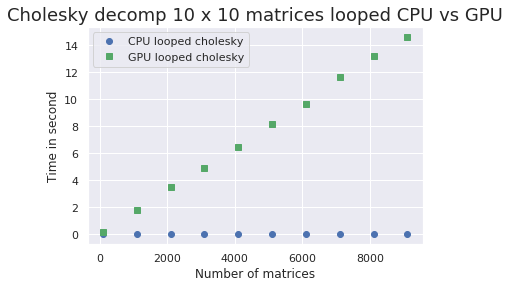 Cholesky decomp 10 x 10 matrices looped CPU vs GPU
CPU looped cholesky
GPU looped cholesky
14
12
10
8
6
4
2
0
Time in second
0 2000 4000 6000 8000
Number of matrices